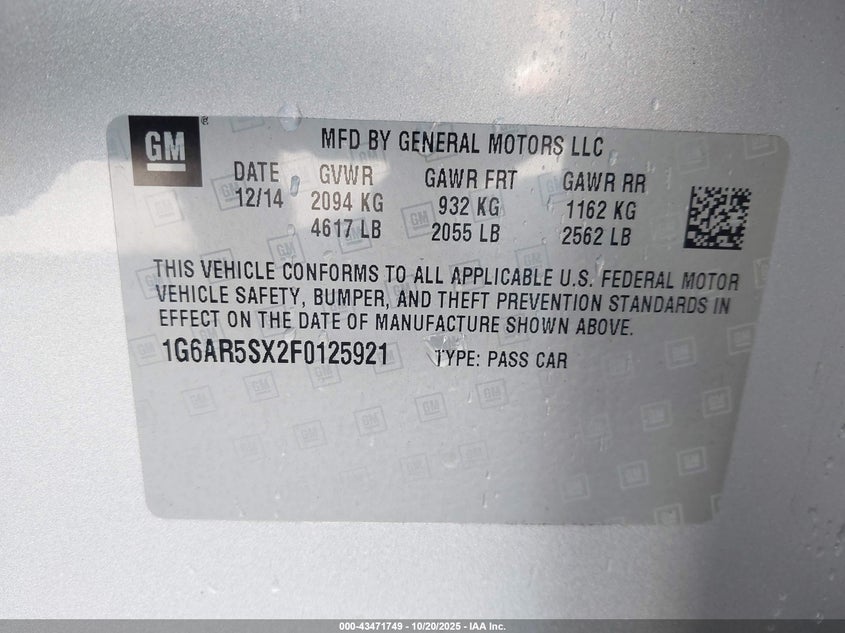 GM ®
MFD BY GENERAL MOTORS LLC
DATE GVWR GAWR FRT GAWR RR
12/14 2094 KG 932 KG 1162 KG
4617 LB 2055 LB 2562 LB
THIS VEHICLE CONFORMS TO ALL APPLICABLE U.S. FEDERAL MOTOR
VEHICLE SAFETY, BUMPER, AND THEFT PREVENTION STANDARDS IN
EFFECT ON THE DATE OF MANUFACTURE SHOWN ABOVE.
1G6AR5SX2F0125921 TYPE: PASS CAR
000-43471749 - 10/20/2025 - IAA Inc.